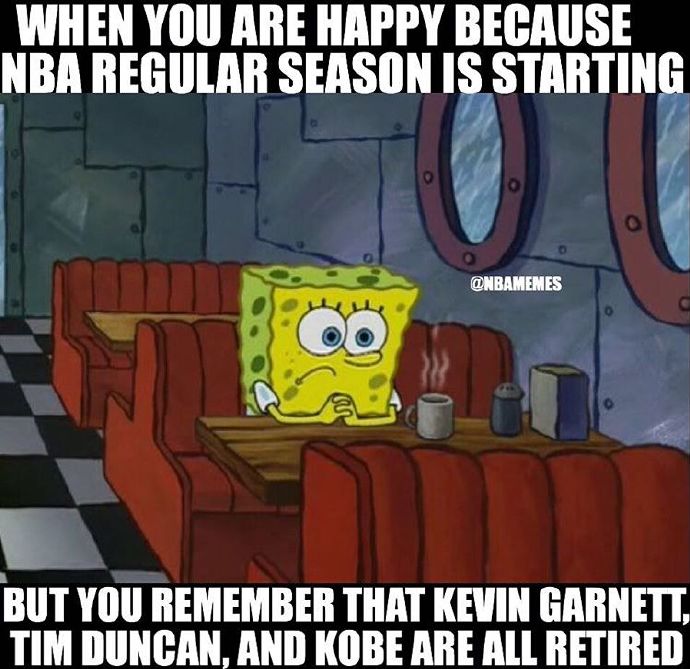 WHEN YOU ARE HAPPY BECAUSE
NBA REGULAR SEASON IS STARTING
@NBAMEMES
BUT YOU REMEMBER THAT KEVIN GARNETT,
TIM DUNCAN, AND KOBE ARE ALL RETIRED